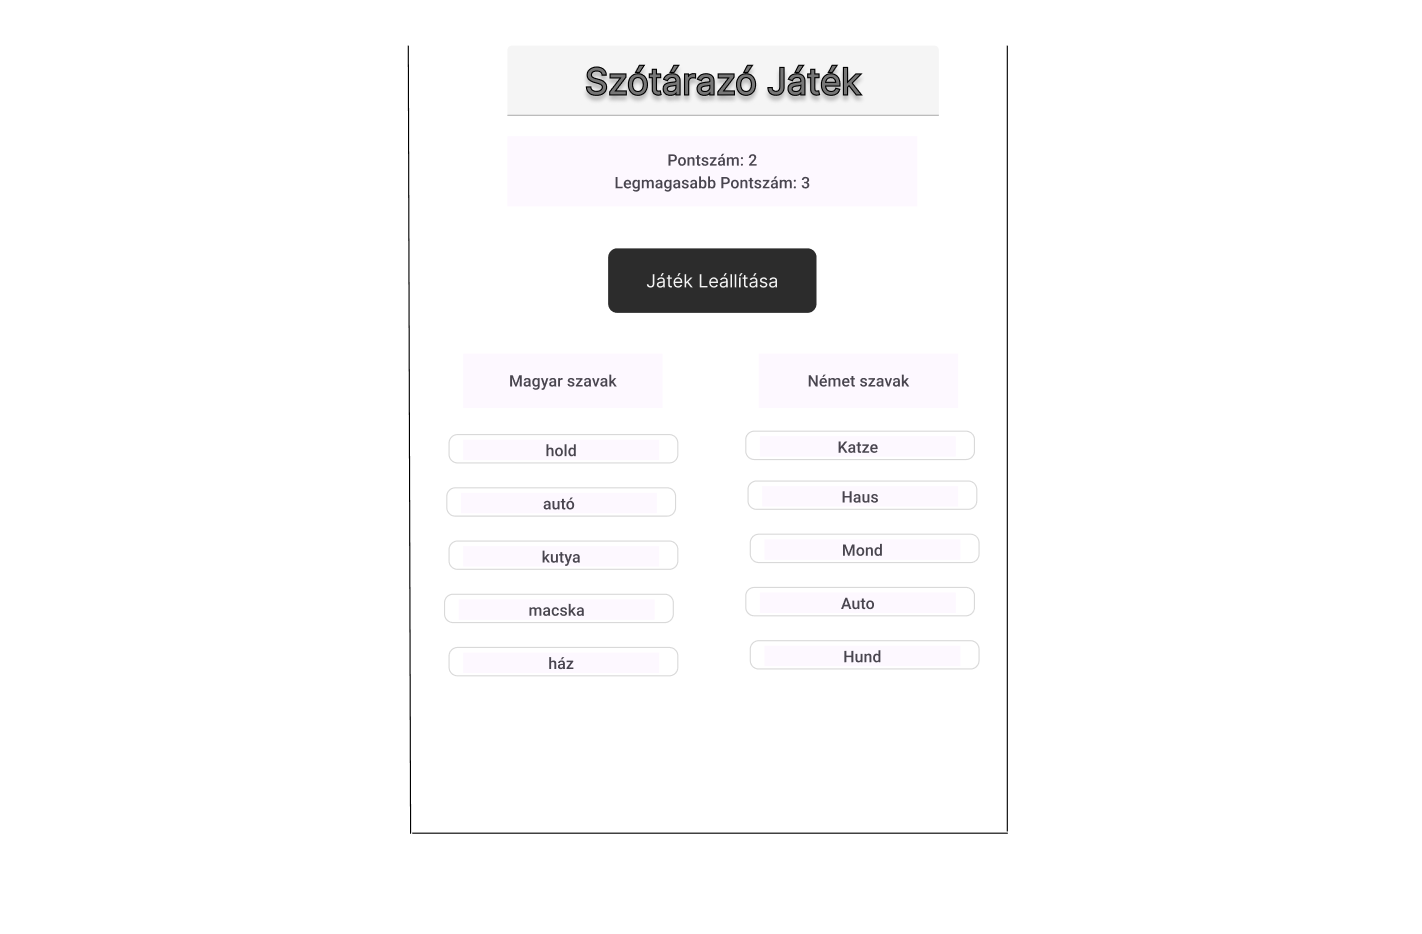 Szótárazó Játék
Pontszám: 2
Legmagasabb Pontszám: 3
Játék Leállítása
Magyar szavak
hold
autó
kutya
macska
ház
Német szavak
Katze
Haus
Mond
Auto
Hund